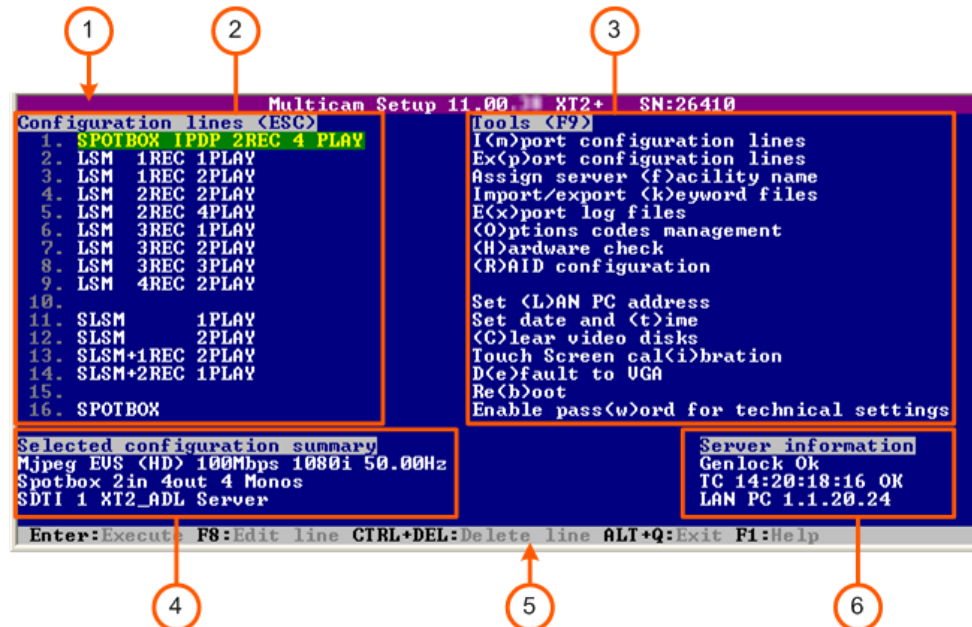 1
2
3
Multicam Setup 11.00. XT2+ SN:26410
Configuration lines (ESC)
1. SPOTBOX IPDP 2REC 4 PLAY
2. LSM 1REC 1PLAY
3. LSM 1REC 2PLAY
4. LSM 2REC 2PLAY
5. LSM 2REC 4PLAY
6. LSM 3REC 1PLAY
7. LSM 3REC 2PLAY
8. LSM 3REC 3PLAY
9. LSM 4REC 2PLAY
10.
11. SLSM 1PLAY
12. SLSM 2PLAY
13. SLSM+1REC 2PLAY
14. SLSM+2REC 1PLAY
15.
16. SPOTBOX
Tools (F9)
I(m)port configuration lines
Ex(p)ort configuration lines
Assign server (f)acility name
Import/export (k)eyword files
E(x)port log files
(O)ptions codes management
(H)ardware check
(R)AID configuration
Set (L)AN PC address
Set date and (t)ime
(C)lear video disks
Touch Screen cal(i)bration
D(e)fault to VGA
Re(b)oot
Enable pass(w)ord for technical settings
Selected configuration summary
Mjpeg EVS (HD) 100Mbps 1080i 50.00Hz
Spotbox 2in 4out 4 Monos
SDTI 1 XT2_ADL Server
Server information
Genlock Ok
TC 14:20:18:16 OK
LAN PC 1.1.20.24
Enter:Execute F8:Edit line CTRL+DEL:Delete line ALT+Q:Exit F1:Help
4
5
6